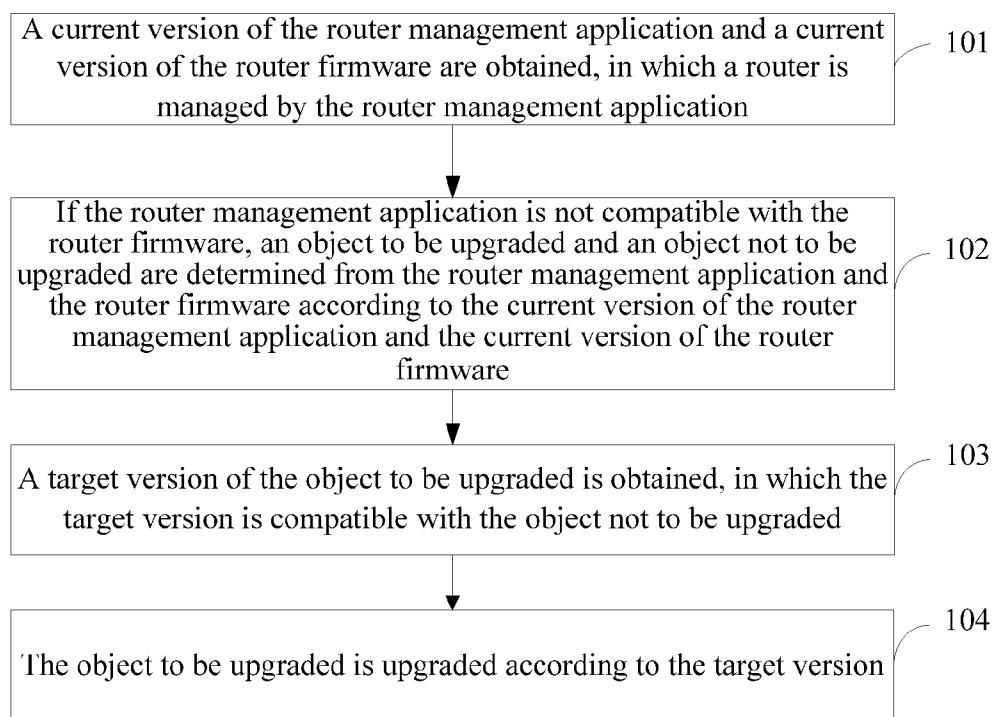 A current version of the router management application and a current
version of the router firmware are obtained, in which a router is
managed by the router management application
101
If the router management application is not compatible with the
router firmware, an object to be upgraded and an object not to be
upgraded are determined from the router management application and
the router firmware according to the current version of the router
management application and the current version of the router
firmware
102
A target version of the object to be upgraded is obtained, in which the
target version is compatible with the object not to be upgraded
103
The object to be upgraded is upgraded according to the target version
104